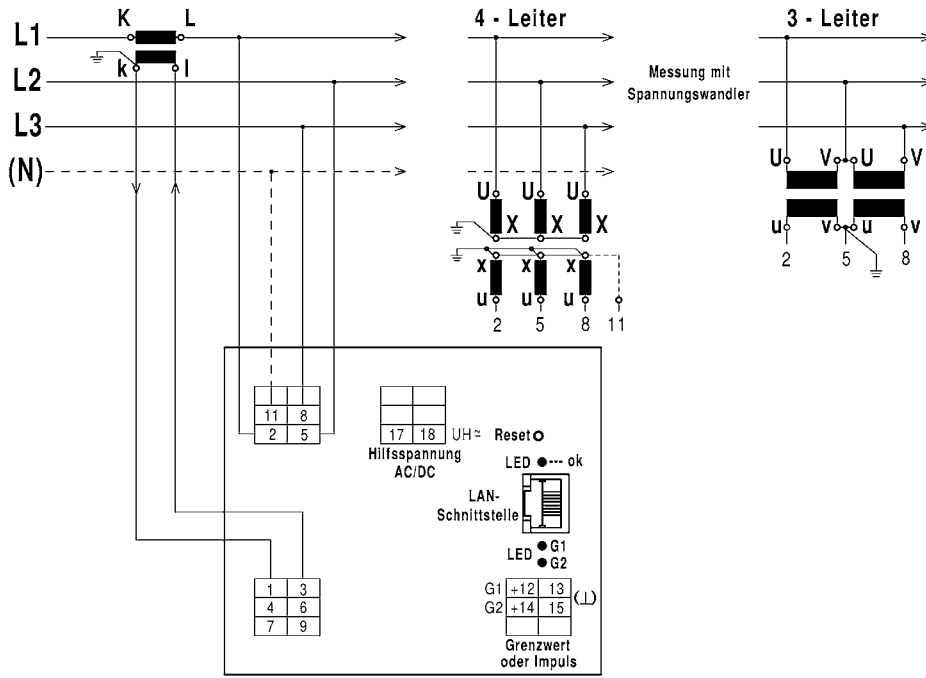 K L 4 - Leiter 3 - Leiter
L1
k l
L2
Messung mit
Spannungswandler
L3
(N)
U V U V
U U U
X X X
u v u v
2 5 8
x x x
u u u
2 5 8 11
11 8
2 5
17 18 UH≂
Hilfsspannung
AC/DC
Reset
LED --- ok
LAN-
Schnittstelle
LED G1
G2
1 3
4 6
7 9
G1 +12 13
G2 +14 15
(⊥)
Grenzwert
oder Impuls